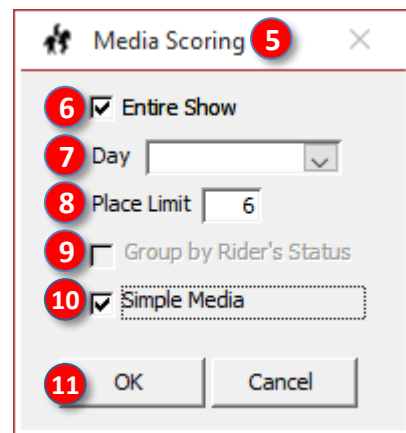 Media Scoring 5
6 Entire Show
7 Day
8 Place Limit 6
9 Group by Rider's Status
10 Simple Media
11 OK Cancel